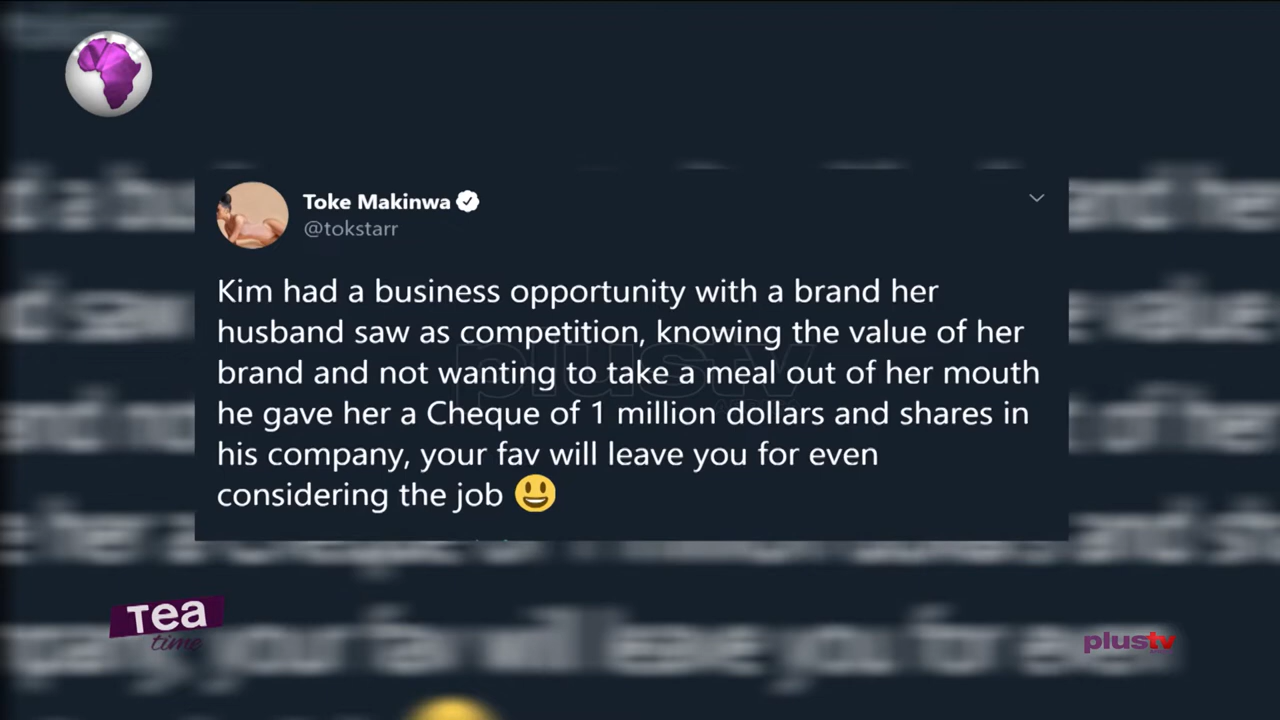 Toke Makinwa
@tokstarr
Kim had a business opportunity with a brand her
husband saw as competition, knowing the value of her
brand and not wanting to take a meal out of her mouth
he gave her a Cheque of 1 million dollars and shares in
his company, your fav will leave you for even
considering the job 😃
plustv
Tea
time
plustv